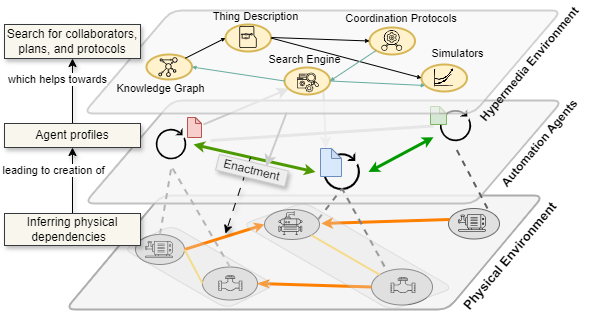 Search for collaborators,
plans, and protocols
which helps towards
Agent profiles
leading to creation of
Inferring physical
dependencies
Thing Description
Coordination Protocols
Search Engine
Simulators
Knowledge Graph
Hypermedia Environment
Enactment
Automation Agents
Physical Environment